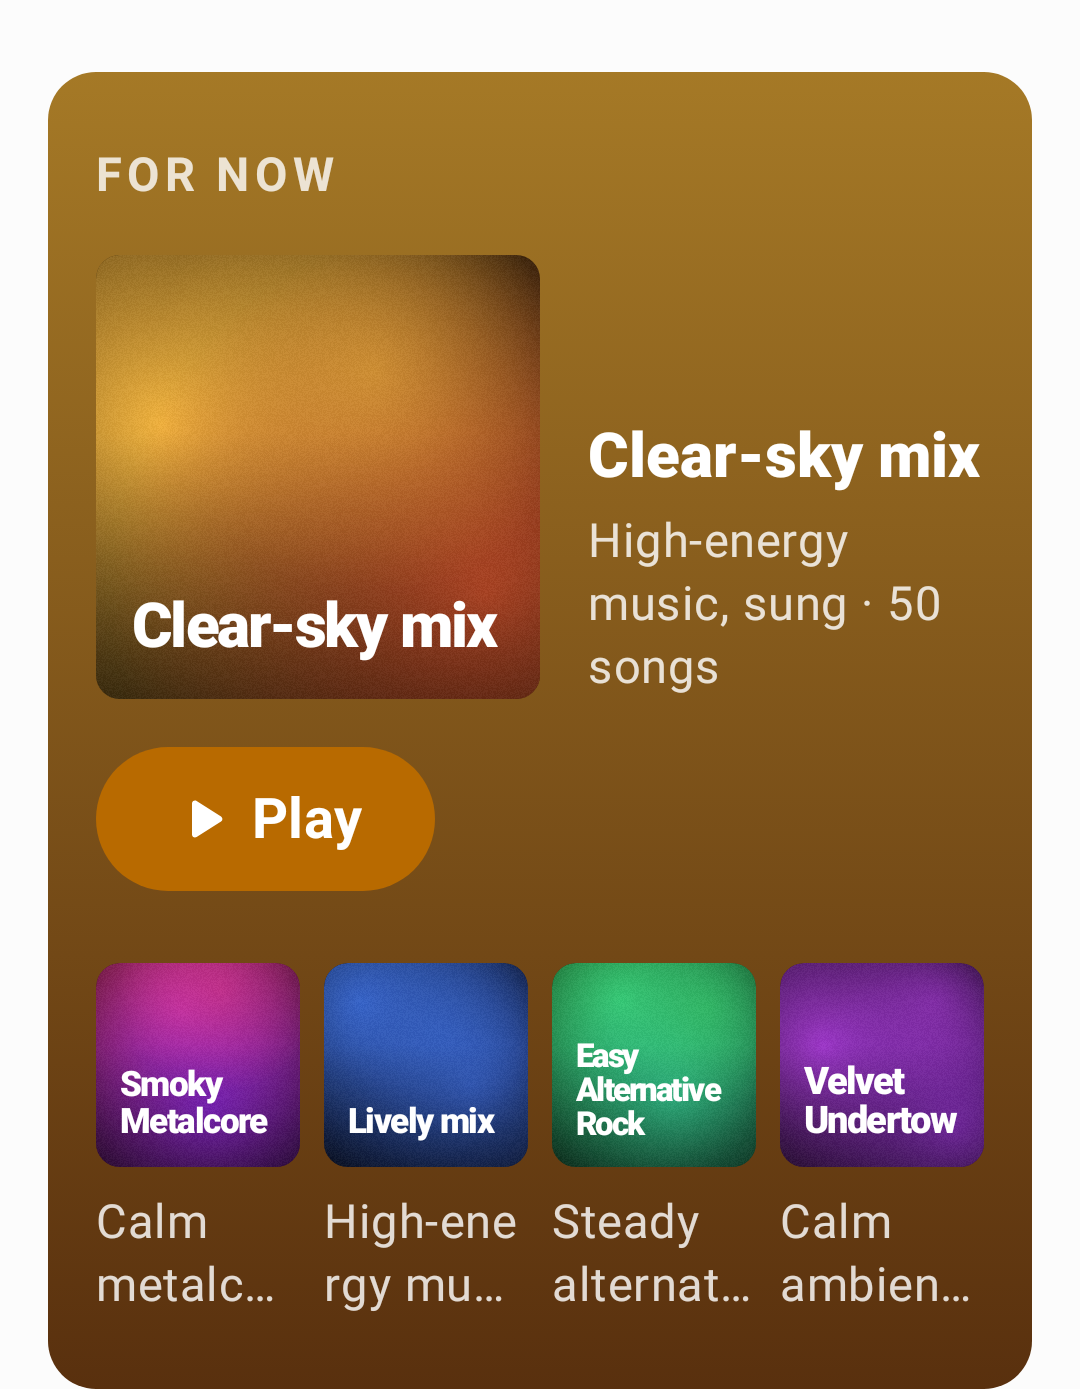 FOR NOW
Clear-sky mix
Clear-sky mix
High-energy
music, sung · 50
songs
Play
Smoky
Metalcore
Lively mix
Easy
Alternative
Rock
Velvet
Undertow
Calm
metalc…
High-ene
rgy mu…
Steady
alternat…
Calm
ambien…